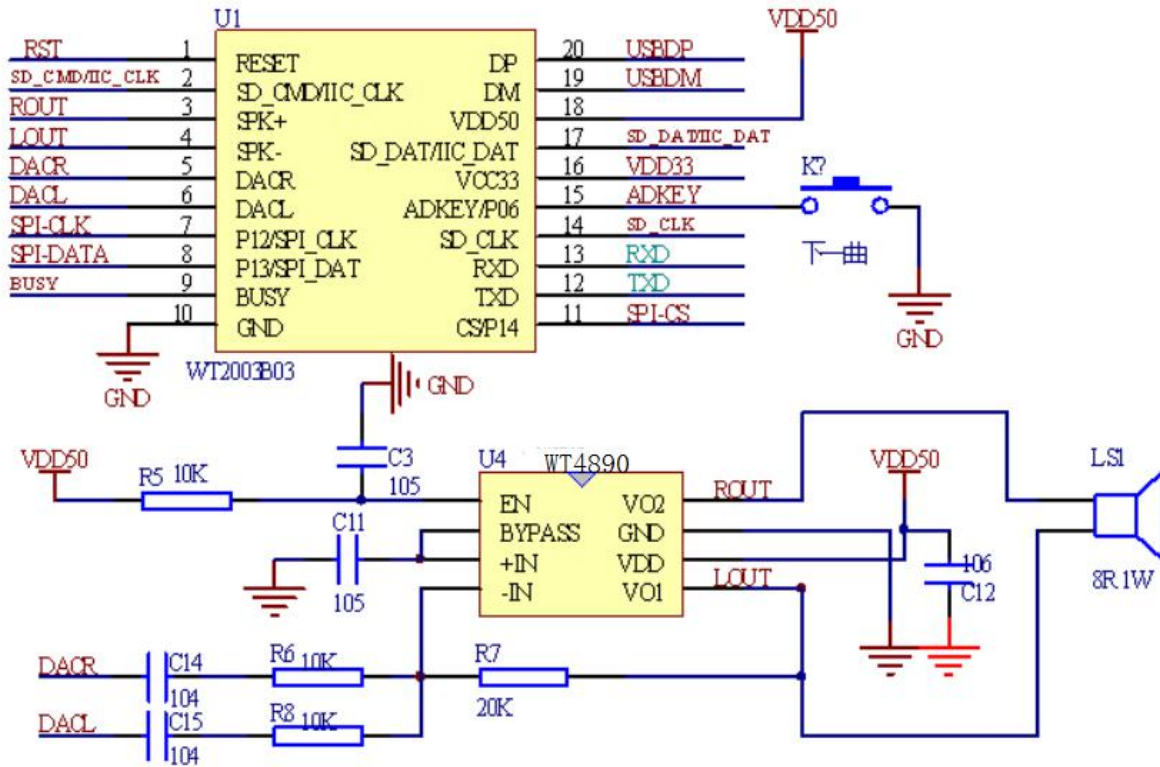 U1
VDD50
RST 1 RESET DP 20 USBDP
SD_CMD/IIC_CLK 2 SD_CMD/IIC_CLK DM 19 USBDM
ROUT 3 SPK+ VDD50 18
LOUT 4 SPK- SD_DAT/IIC_DAT 17 SD_DAT/IIC_DAT
DACR 5 DACR VCC33 16 VDD33 K?
DACL 6 DACL ADKEY/P06 15 ADKEY
SPI-CLK 7 P12/SPI_CLK SD_CLK 14 SD_CLK
SPI-DATA 8 P13/SPI_DAT RXD 13 RXD 下一曲
BUSY 9 BUSY TXD 12 TXD
10 GND CS/P14 11 SPI-CS
GND
WT2003B03
GND
GND
VDD50
R5 10K
C3
105
U4 WT4890
VDD50
LS1
EN VO2 ROUT
C11
BYPASS GND
+IN VDD
106
105
-IN VO1 LOUT
C12
8R 1W
DACR C14 R6 10K R7
104
20K
DACL C15 R8 10K
104